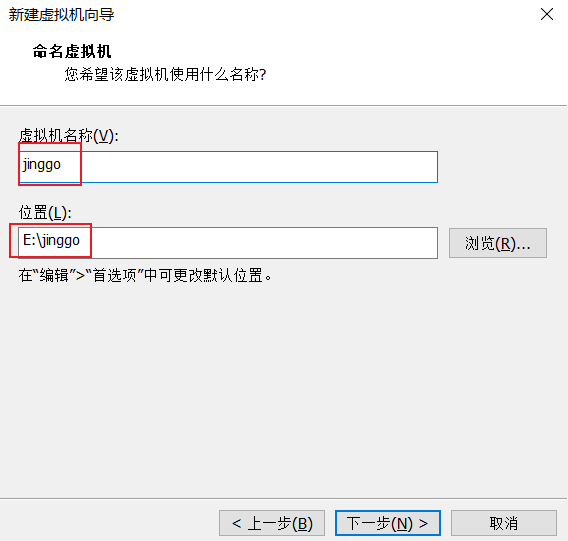 新建虚拟机向导
命名虚拟机
您希望该虚拟机使用什么名称?
虚拟机名称(V):
jinggo
位置(L):
E:\jinggo
浏览(R)...
在“编辑”>“首选项”中可更改默认位置。
< 上一步(B)
下一步(N) >
取消